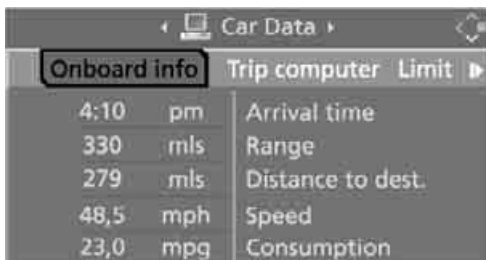 Car Data
Onboard info Trip computer Limit
4:10 pm Arrival time
330 mls Range
279 mls Distance to dest.
48,5 mph Speed
23,0 mpg Consumption